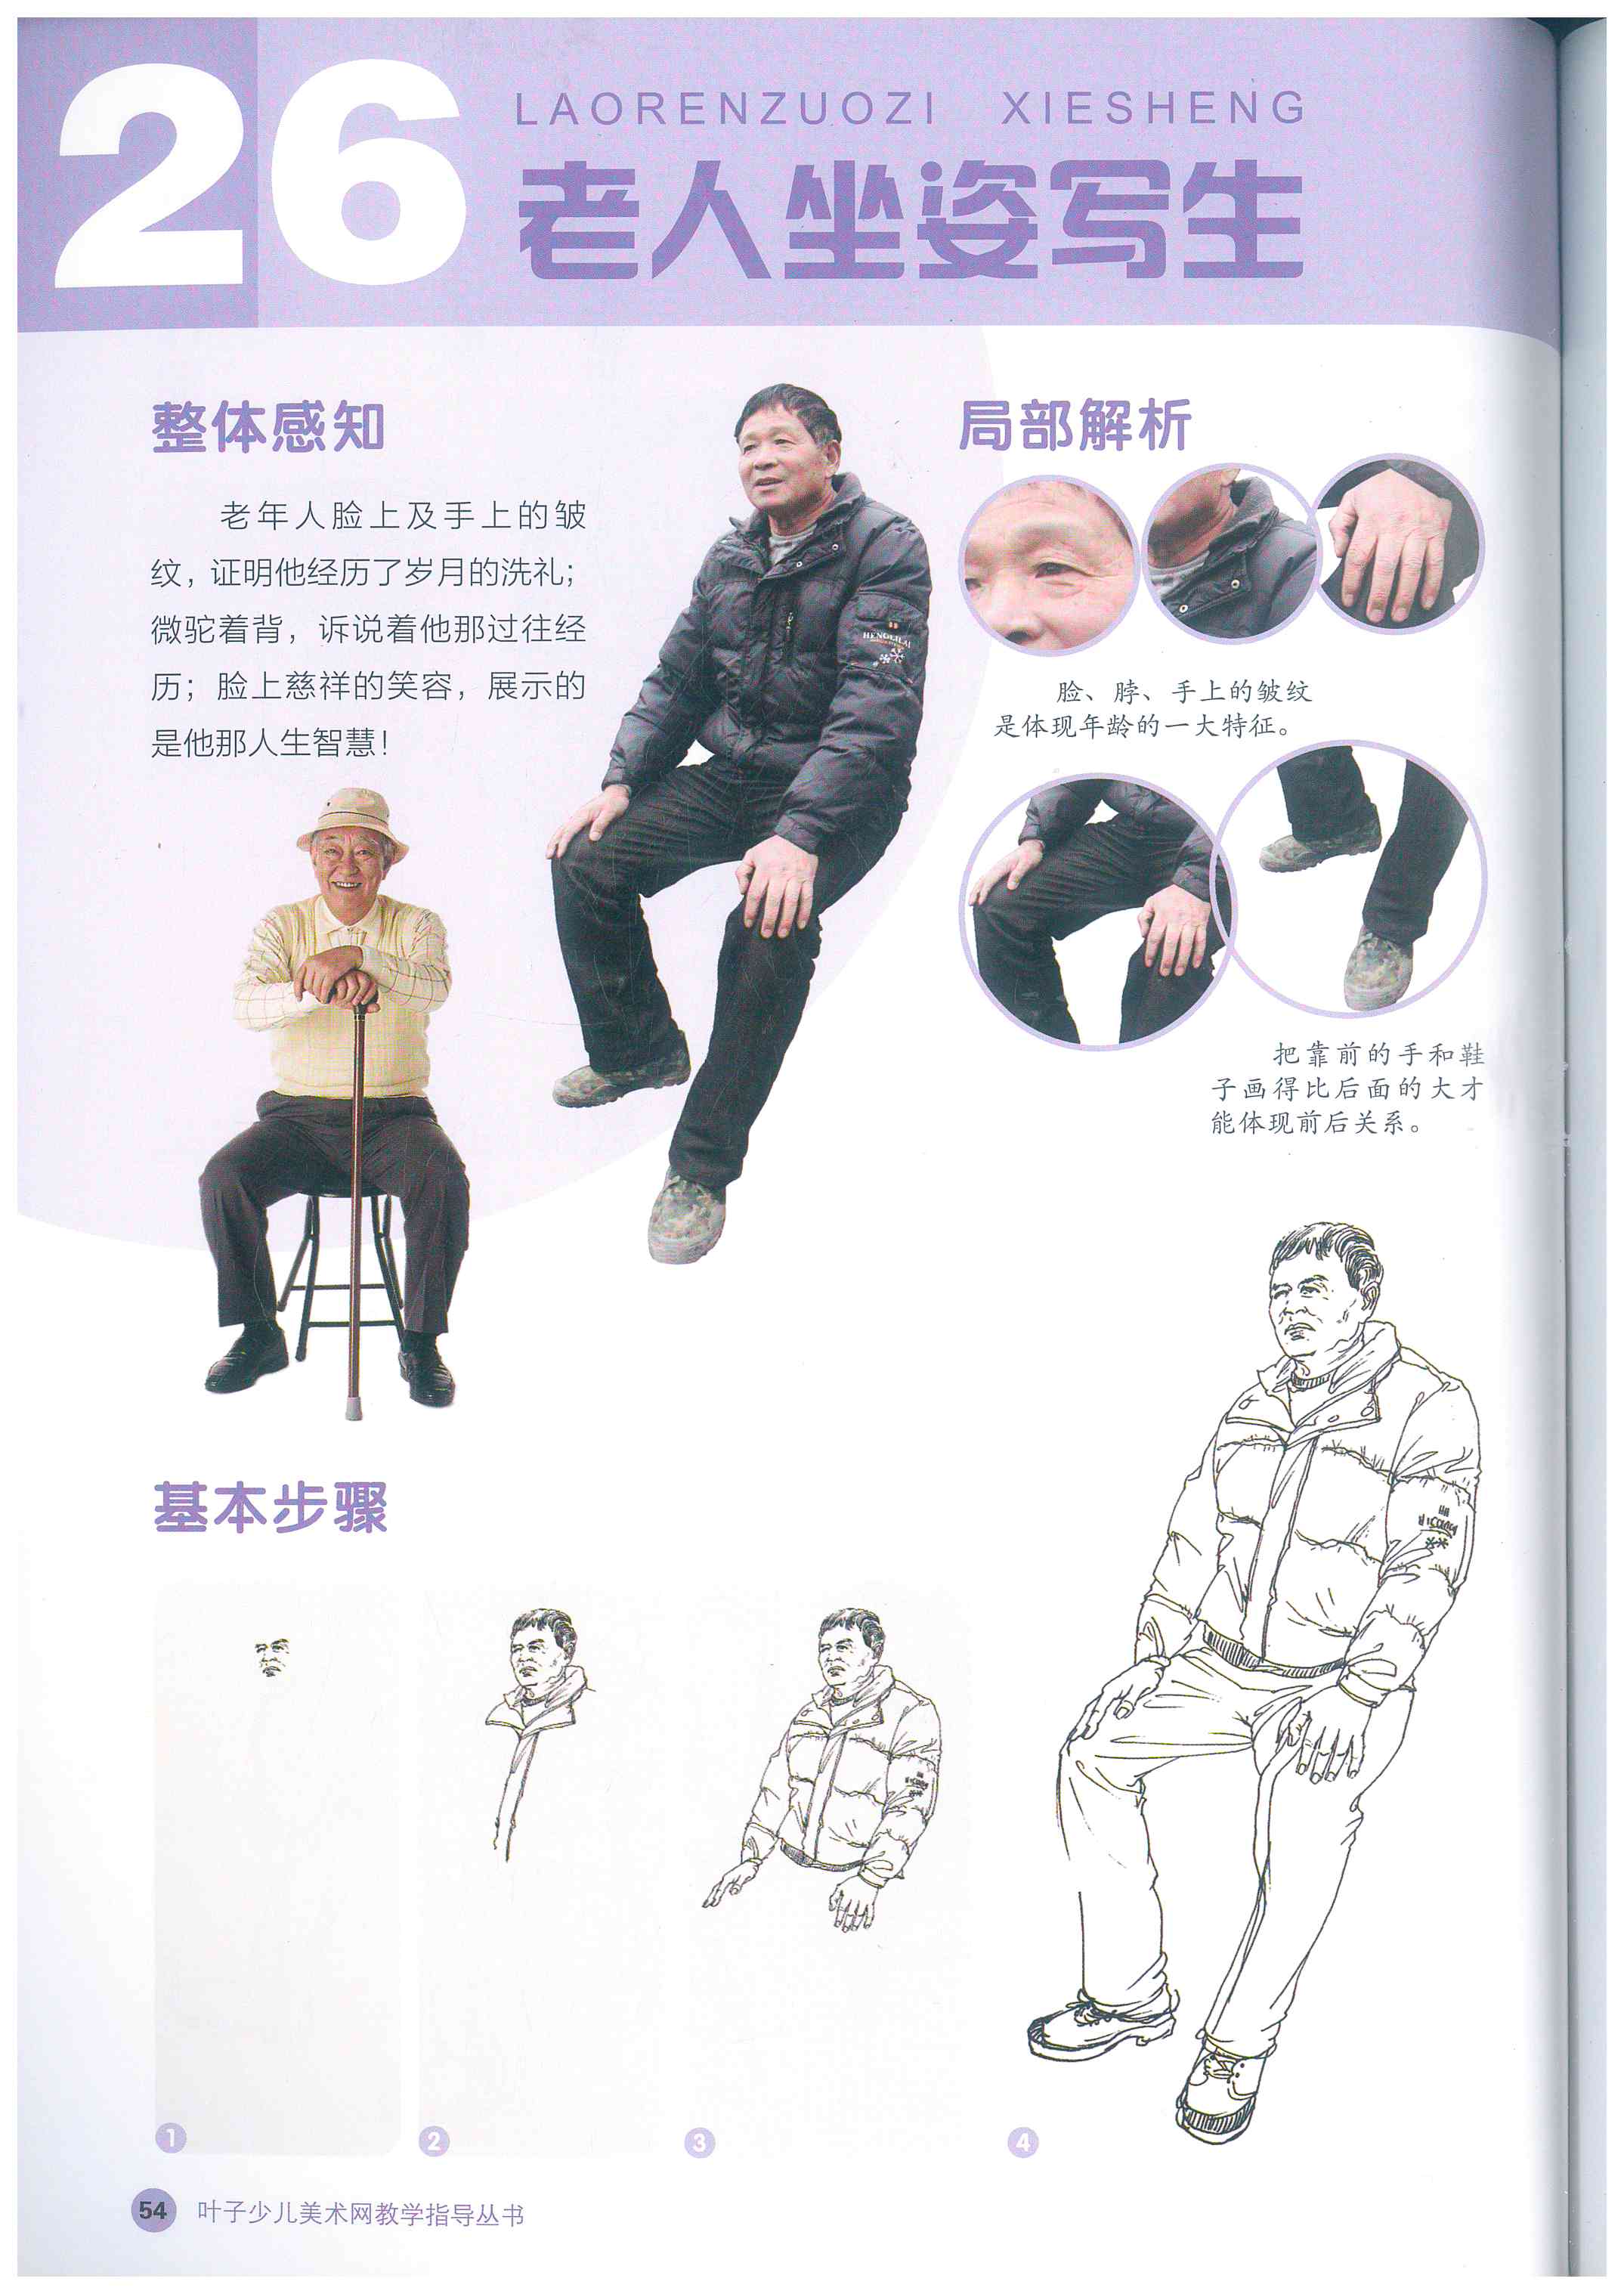 26
LAORENZUOZI XIESHENG
老人坐姿写生
整体感知
老年人脸上及手上的皱
纹，证明他经历了岁月的洗礼；
微驼着背，诉说着他那过往经
历；脸上慈祥的笑容，展示的
是他那人生智慧！
HENGLILAI
局部解析
脸、脖、手上的皱纹
是体现年龄的一大特征。
把靠前的手和鞋
子画得比后面的大才
能体现前后关系。
基本步骤
1
2
3
4
54 叶子少儿美术网教学指导丛书